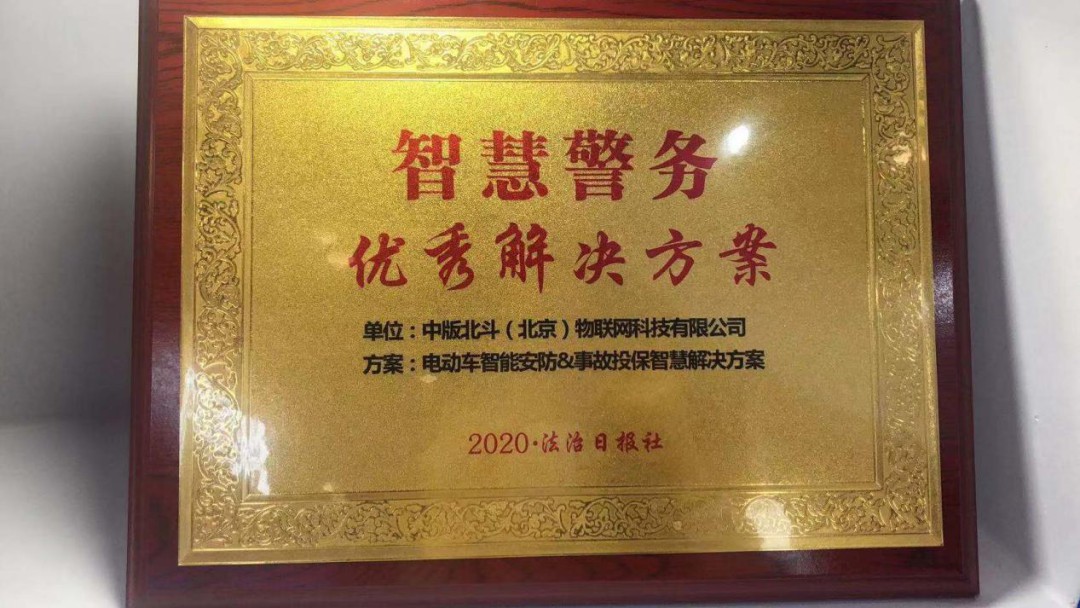 智慧警务
优秀解决方案
单位：中版北斗（北京）物联网科技有限公司
方案：电动车智能安防&事故投保智慧解决方案
2020·法治日报社